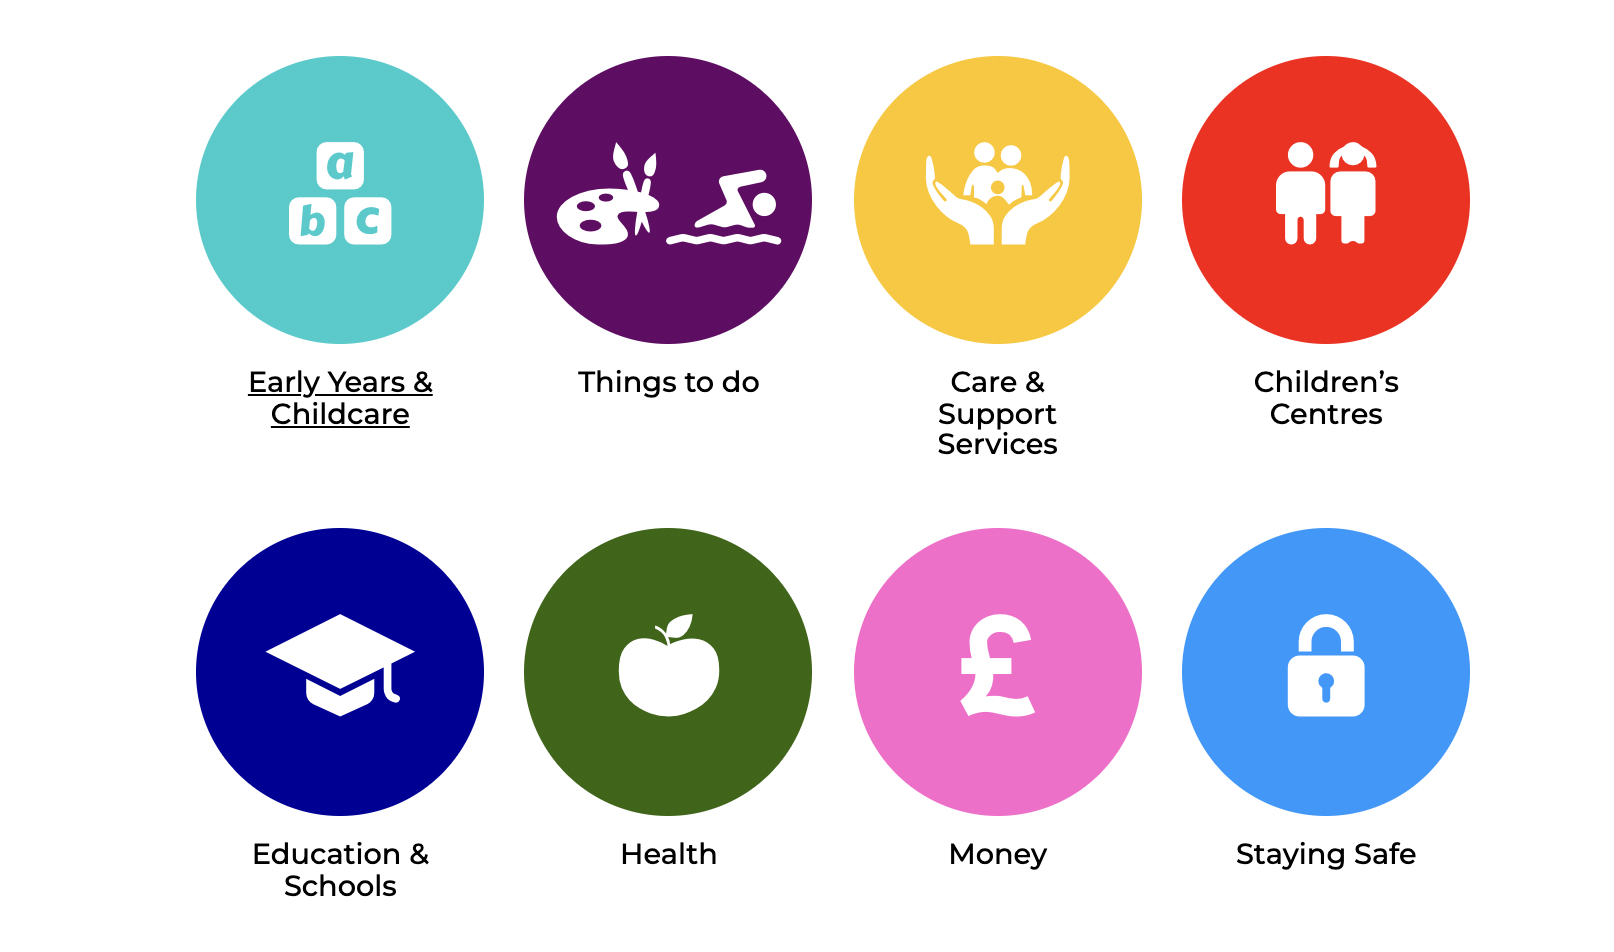 a
b c
Early Years &
Childcare
Things to do
Care &
Support
Services
Children’s
Centres
£
Education &
Schools
Health
Money
Staying Safe